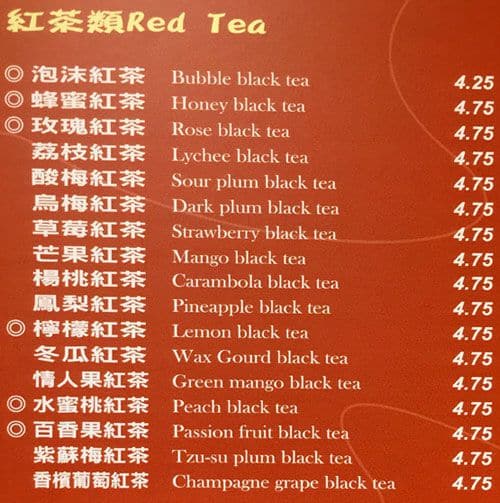 紅茶類Red Tea
◎ 泡沫紅茶 Bubble black tea 4.25
◎ 蜂蜜紅茶 Honey black tea 4.75
◎ 玫瑰紅茶 Rose black tea 4.75
荔枝紅茶 Lychee black tea 4.75
酸梅紅茶 Sour plum black tea 4.75
烏梅紅茶 Dark plum black tea 4.75
草莓紅茶 Strawberry black tea 4.75
芒果紅茶 Mango black tea 4.75
楊桃紅茶 Carambola black tea 4.75
鳳梨紅茶 Pineapple black tea 4.75
◎ 檸檬紅茶 Lemon black tea 4.75
冬瓜紅茶 Wax Gourd black tea 4.75
情人果紅茶 Green mango black tea 4.75
◎ 水蜜桃紅茶 Peach black tea 4.75
◎ 百香果紅茶 Passion fruit black tea 4.75
紫蘇梅紅茶 Tzu-su plum black tea 4.75
香檳葡萄紅茶 Champagne grape black tea 4.75